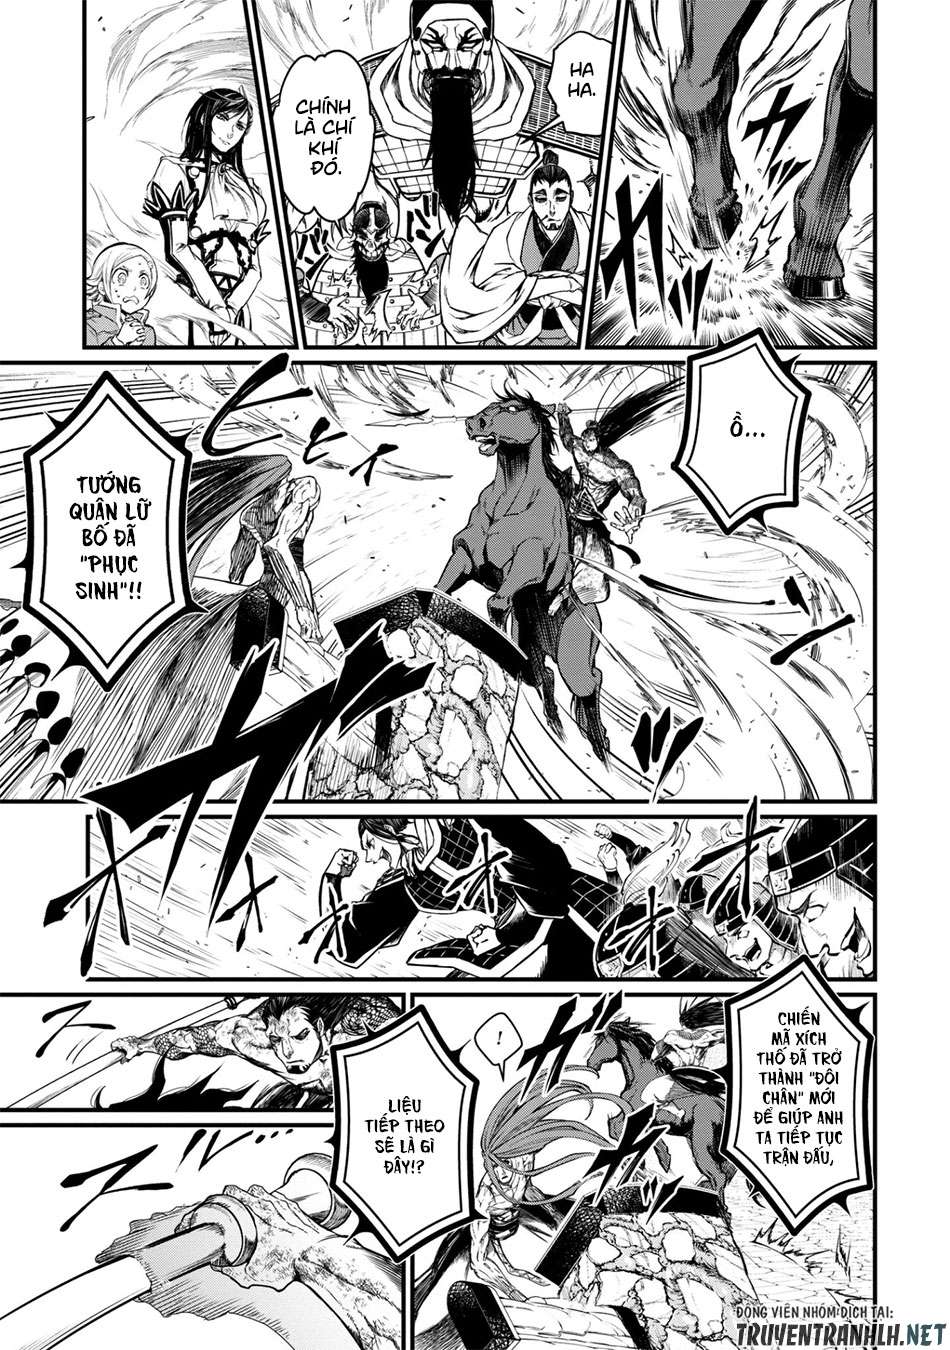 HA
HA.
CHÍNH
LÀ CHÍ
KHÍ
ĐÓ.
Ồ...
TƯỚNG
QUÂN LỮ
BỐ ĐÃ
"PHỤC
SINH"!!
CHIẾN
MÃ XÍCH
THỐ ĐÃ TRỞ
THÀNH "ĐÔI
CHÂN" MỚI
ĐỂ GIÚP ANH
TA TIẾP TỤC
TRẬN ĐẤU,
!
LIỆU
TIẾP THEO
SẼ LÀ GÌ
ĐÂY!?
ĐỘNG VIÊN NHÓM DỊCH TẠI:
TRUYENTRANHLH.NET